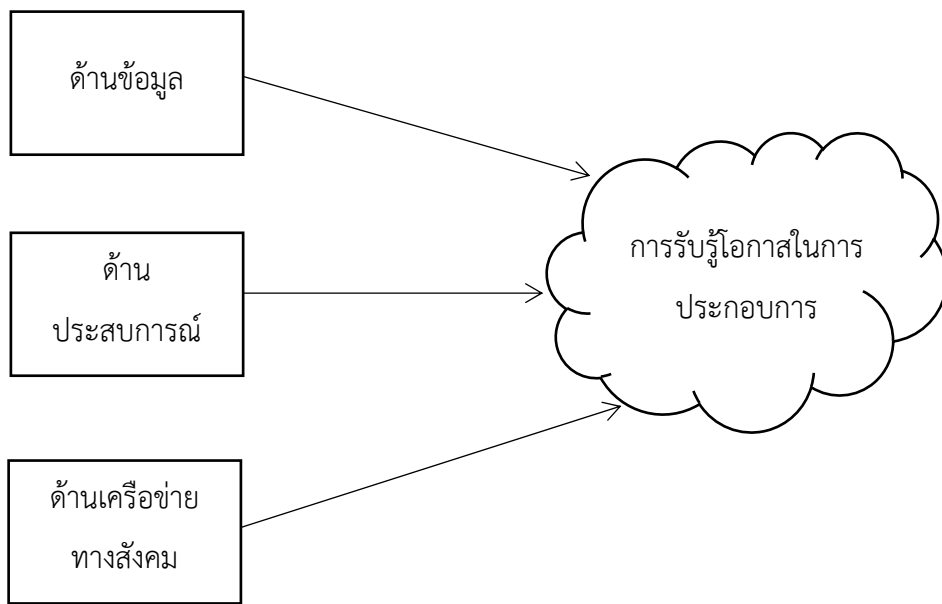 ด้านข้อมูล
ด้าน
ประสบการณ์
ด้านเครือข่าย
ทางสังคม
การรับรู้โอกาสในการ
ประกอบการ